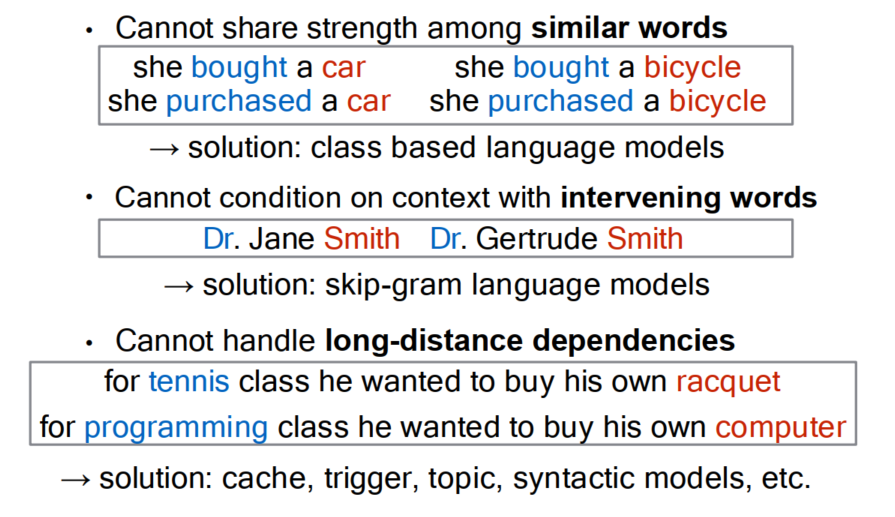 • Cannot share strength among similar words
she bought a car she bought a bicycle
she purchased a car she purchased a bicycle
→ solution: class based language models
• Cannot condition on context with intervening words
Dr. Jane Smith Dr. Gertrude Smith
→ solution: skip-gram language models
• Cannot handle long-distance dependencies
for tennis class he wanted to buy his own racquet
for programming class he wanted to buy his own computer
→ solution: cache, trigger, topic, syntactic models, etc.